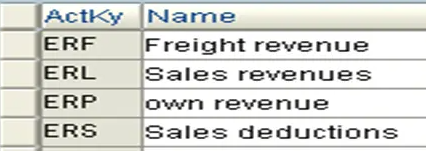 ActKy Name
ERF Freight revenue
ERL Sales revenues
ERP own revenue
ERS Sales deductions